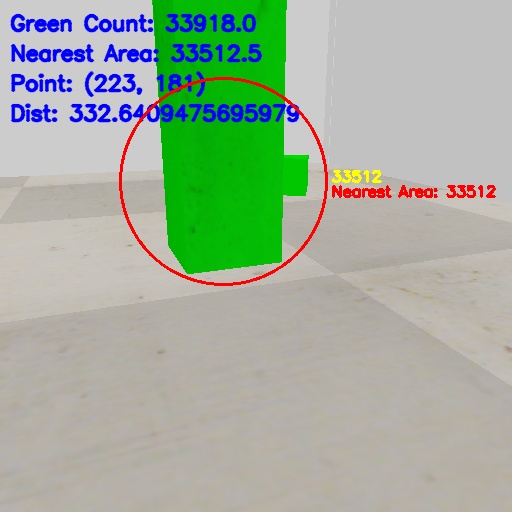 Green Count: 33918.0
Nearest Area: 33512.5
Point: (223, 181)
Dist: 332.6409475695979
33512
Nearest Area: 33512